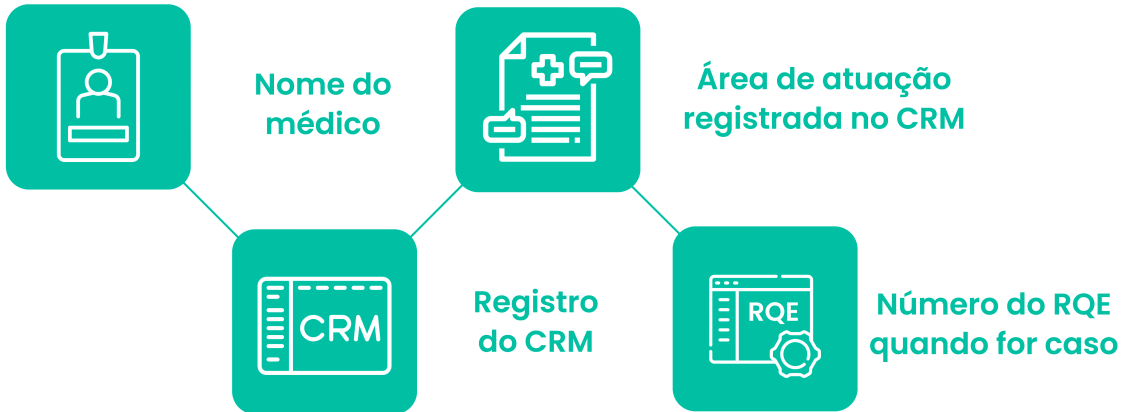 Nome do
médico
CRM
Registro
do CRM
Área de atuação
registrada no CRM
RQE
Número do RQE
quando for caso